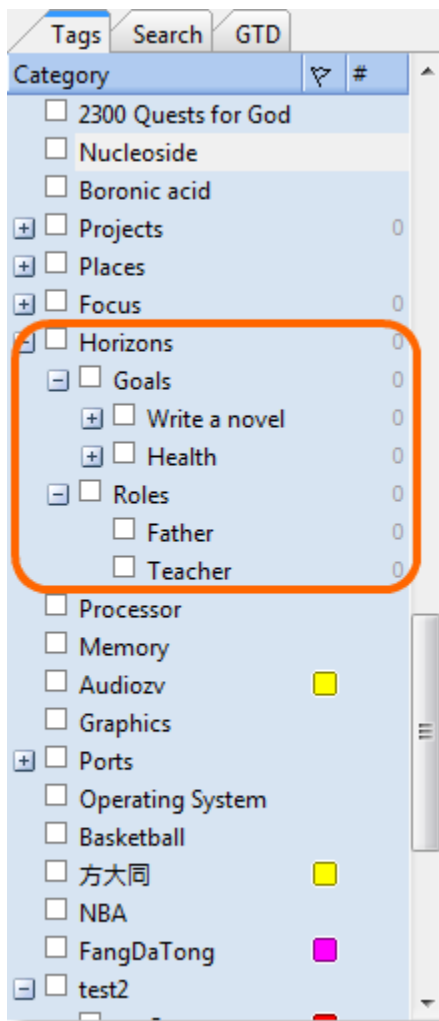 Tags Search GTD
Category #
2300 Quests for God
Nucleoside
Boronic acid
Projects 0
Places
Focus 0
Horizons 0
Goals 0
Write a novel 0
Health 0
Roles 0
Father 0
Teacher 0
Processor
Memory
Audiozv
Graphics
Ports
Operating System
Basketball
方大同
NBA
FangDaTong
test2